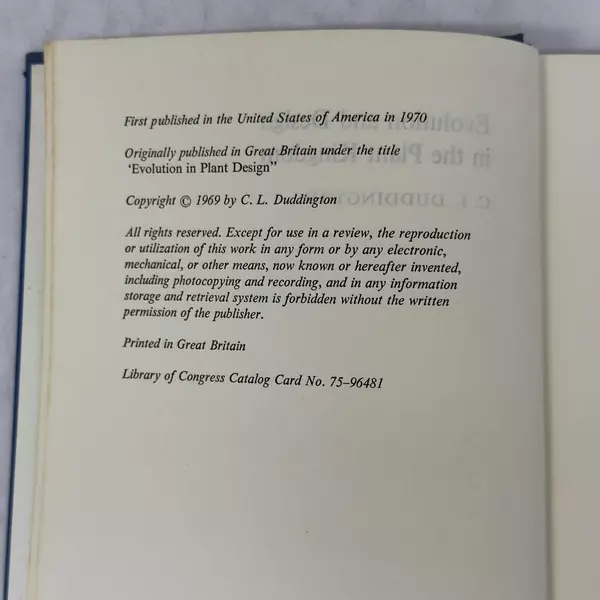 First published in the United States of America in 1970
Originally published in Great Britain under the title
'Evolution in Plant Design"
Copyright © 1969 by C. L. Duddington
All rights reserved. Except for use in a review, the reproduction
or utilization of this work in any form or by any electronic,
mechanical, or other means, now known or hereafter invented,
including photocopying and recording, and in any information
storage and retrieval system is forbidden without the written
permission of the publisher.
Printed in Great Britain
Library of Congress Catalog Card No. 75-96481